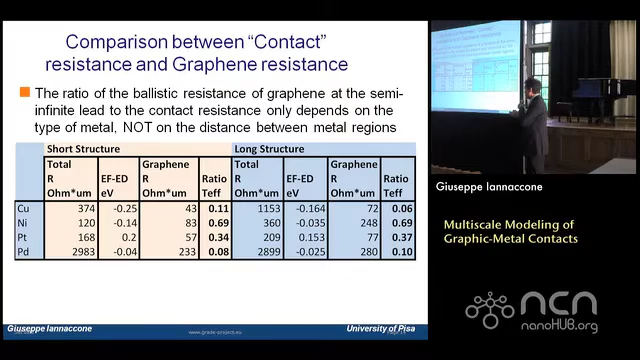 Comparison between "Contact"
resistance and Graphene resistance
The ratio of the ballistic resistance of graphene at the semi-
infinite lead to the contact resistance only depends on the
type of metal, NOT on the distance between metal regions
Short Structure Long Structure
Total R Ohm*um EF-ED eV Graphene R Ohm*um Ratio Teff Total R Ohm*um EF-ED eV Graphene R Ohm*um Ratio Teff
Cu 374 -0.25 43 0.11 1153 -0.164 72 0.06
Ni 120 -0.14 83 0.69 360 -0.035 248 0.69
Pt 168 0.2 57 0.34 209 0.153 77 0.37
Pd 2983 -0.04 233 0.08 2899 -0.025 280 0.10
Giuseppe Iannaccone
www.grade-project.eu
University of Pisa
Giuseppe Iannaccone
Multiscale Modeling of
Graphic-Metal Contacts
ncn
nanoHUB.org